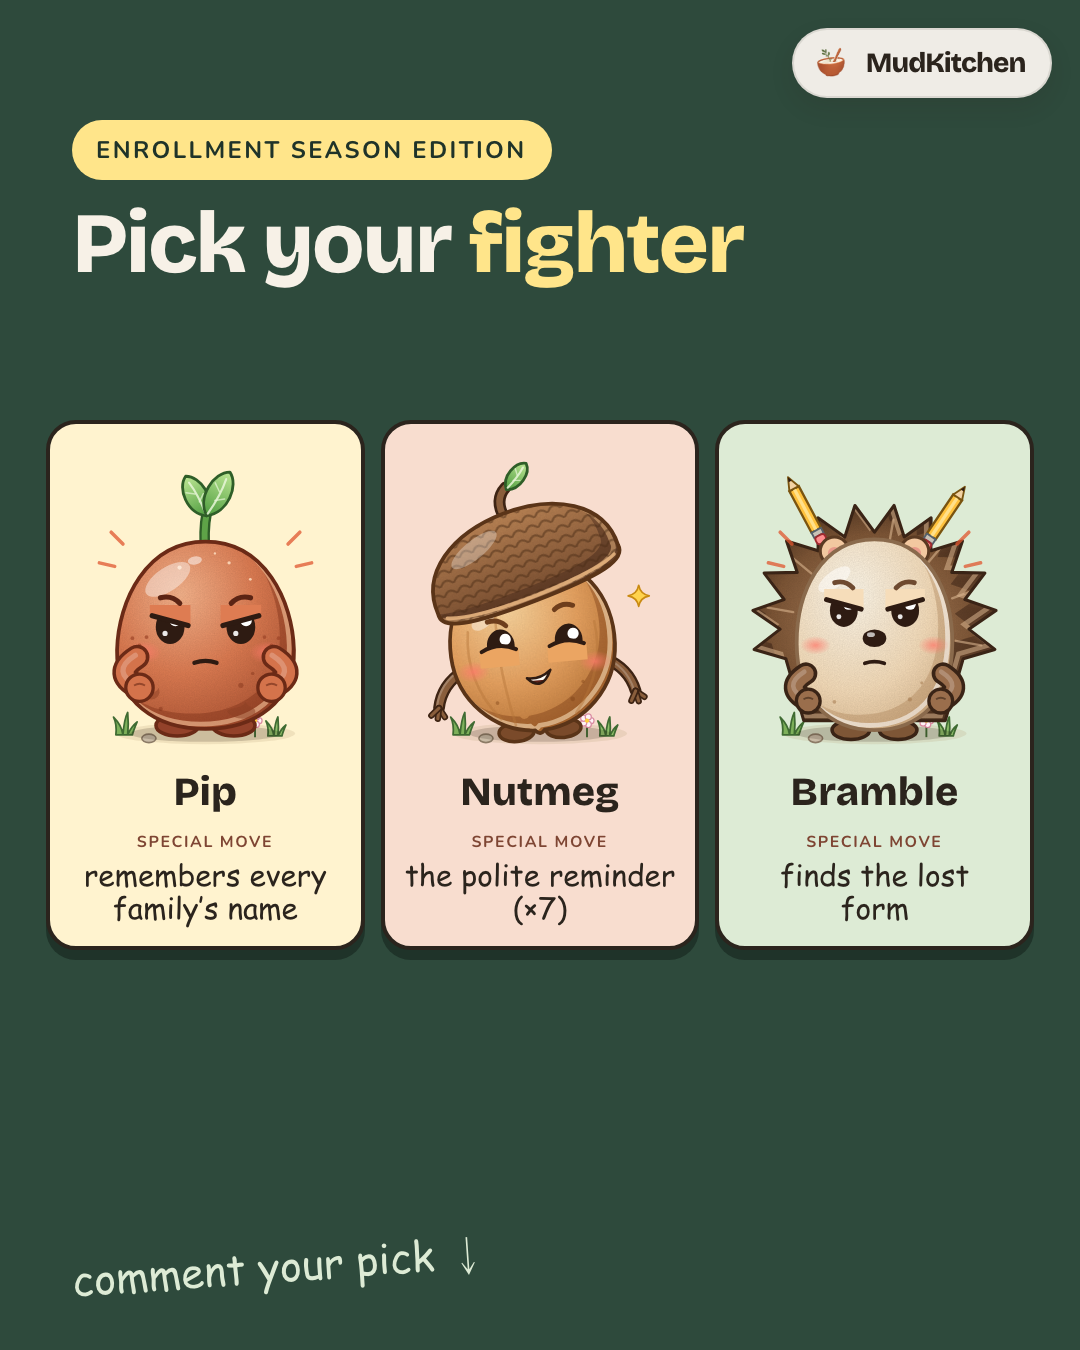 MudKitchen
ENROLLMENT SEASON EDITION
Pick your fighter
Pip
SPECIAL MOVE
remembers every
family's name
Nutmeg
SPECIAL MOVE
the polite reminder
(×7)
Bramble
SPECIAL MOVE
finds the lost
form
comment your pick ↓